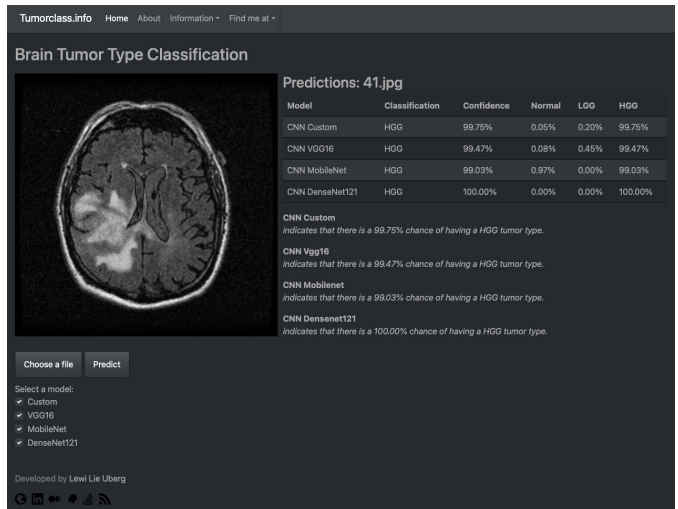 Tumorclass.info Home About Information Find me at
Brain Tumor Type Classification
Predictions: 41.jpg
Model Classification Confidence Normal LGG HGG
CNN Custom HGG 99.75% 0.05% 0.20% 99.75%
CNN VGG16 HGG 99.47% 0.08% 0.45% 99.47%
CNN MobileNet HGG 99.03% 0.97% 0.00% 99.03%
CNN DenseNet121 HGG 100.00% 0.00% 0.00% 100.00%
CNN Custom
indicates that there is a 99.75% chance of having a HGG tumor type.
CNN Vgg16
indicates that there is a 99.47% chance of having a HGG tumor type.
CNN Mobilenet
indicates that there is a 99.03% chance of having a HGG tumor type.
CNN Densenet121
indicates that there is a 100.00% chance of having a HGG tumor type.
Choose a file Predict
Select a model:
Custom
VGG16
MobileNet
DenseNet121
Developed by Lewi Lie Uberg